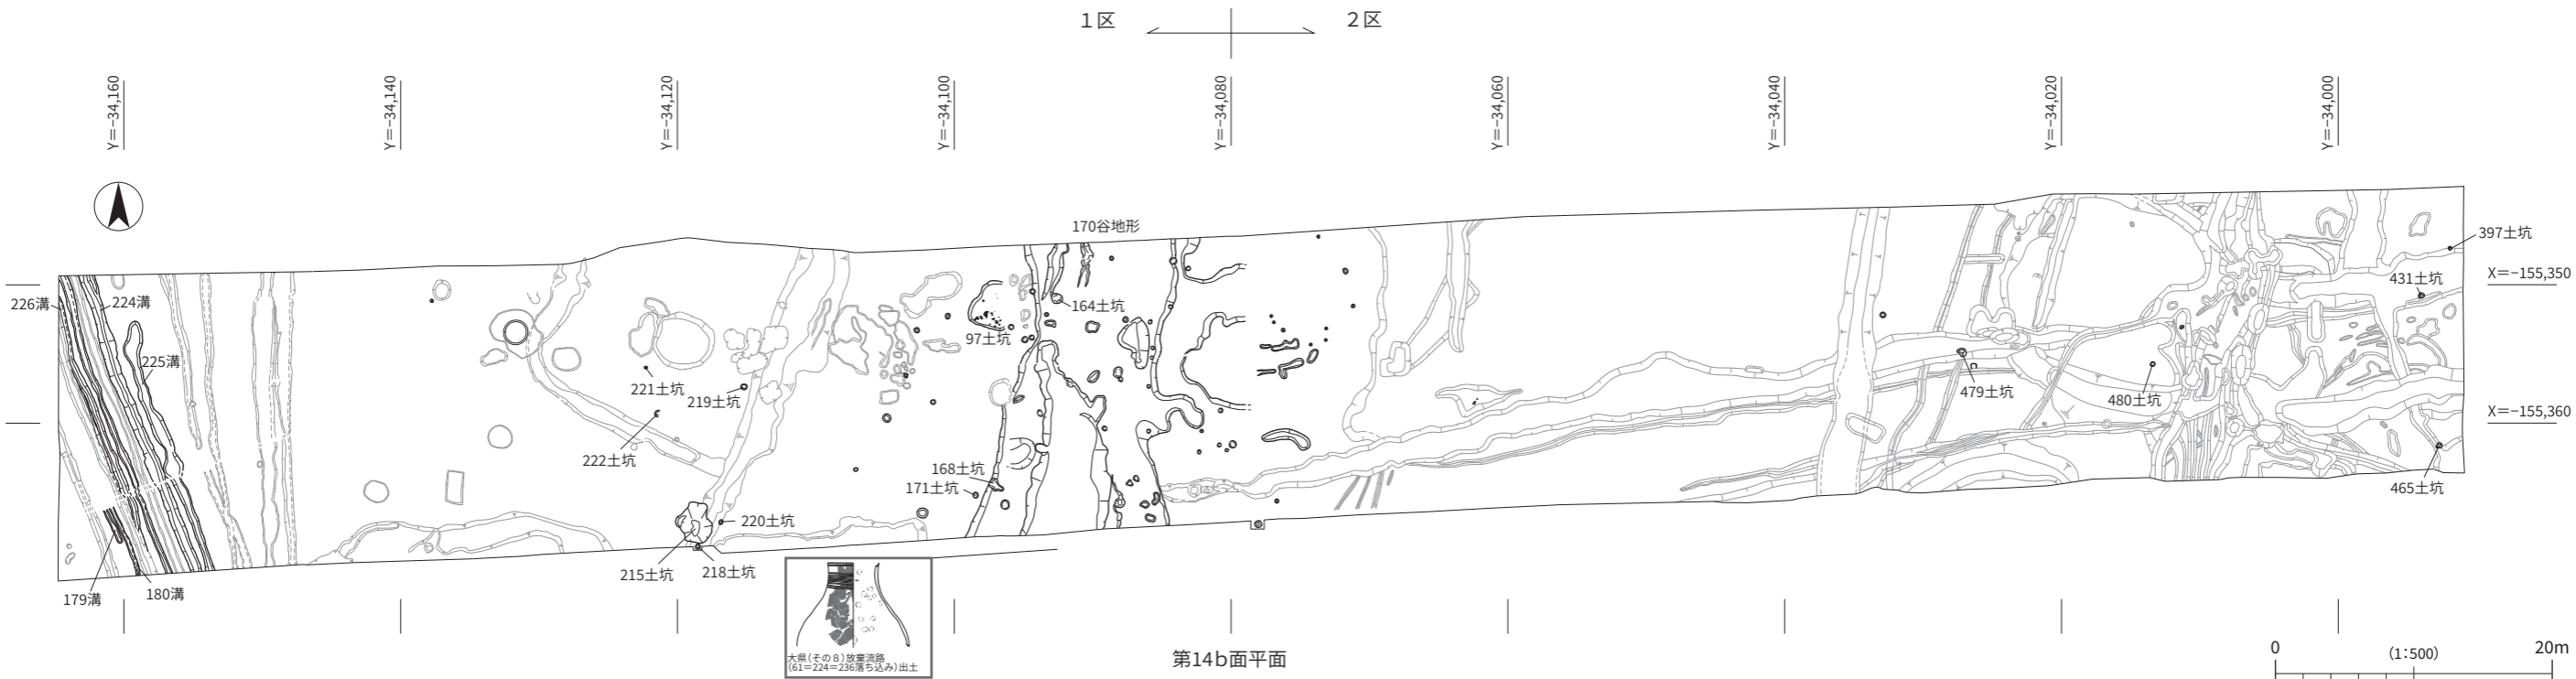 1区
2区
Y=-34,160
Y=-34,140
Y=-34,120
Y=-34,100
Y=-34,080
Y=-34,060
Y=-34,040
Y=-34,020
Y=-34,000
170谷地形
397土坑
X=-155,350
431土坑
226溝
224溝
164土坑
97土坑
225溝
221土坑
219土坑
479土坑
480土坑
X=-155,360
222土坑
168土坑
171土坑
465土坑
220土坑
215土坑
218土坑
179溝
180溝
大県(その8)放棄流路
(61=224=236落ち込み)出土
第14b面平面
0
(1:500)
20m